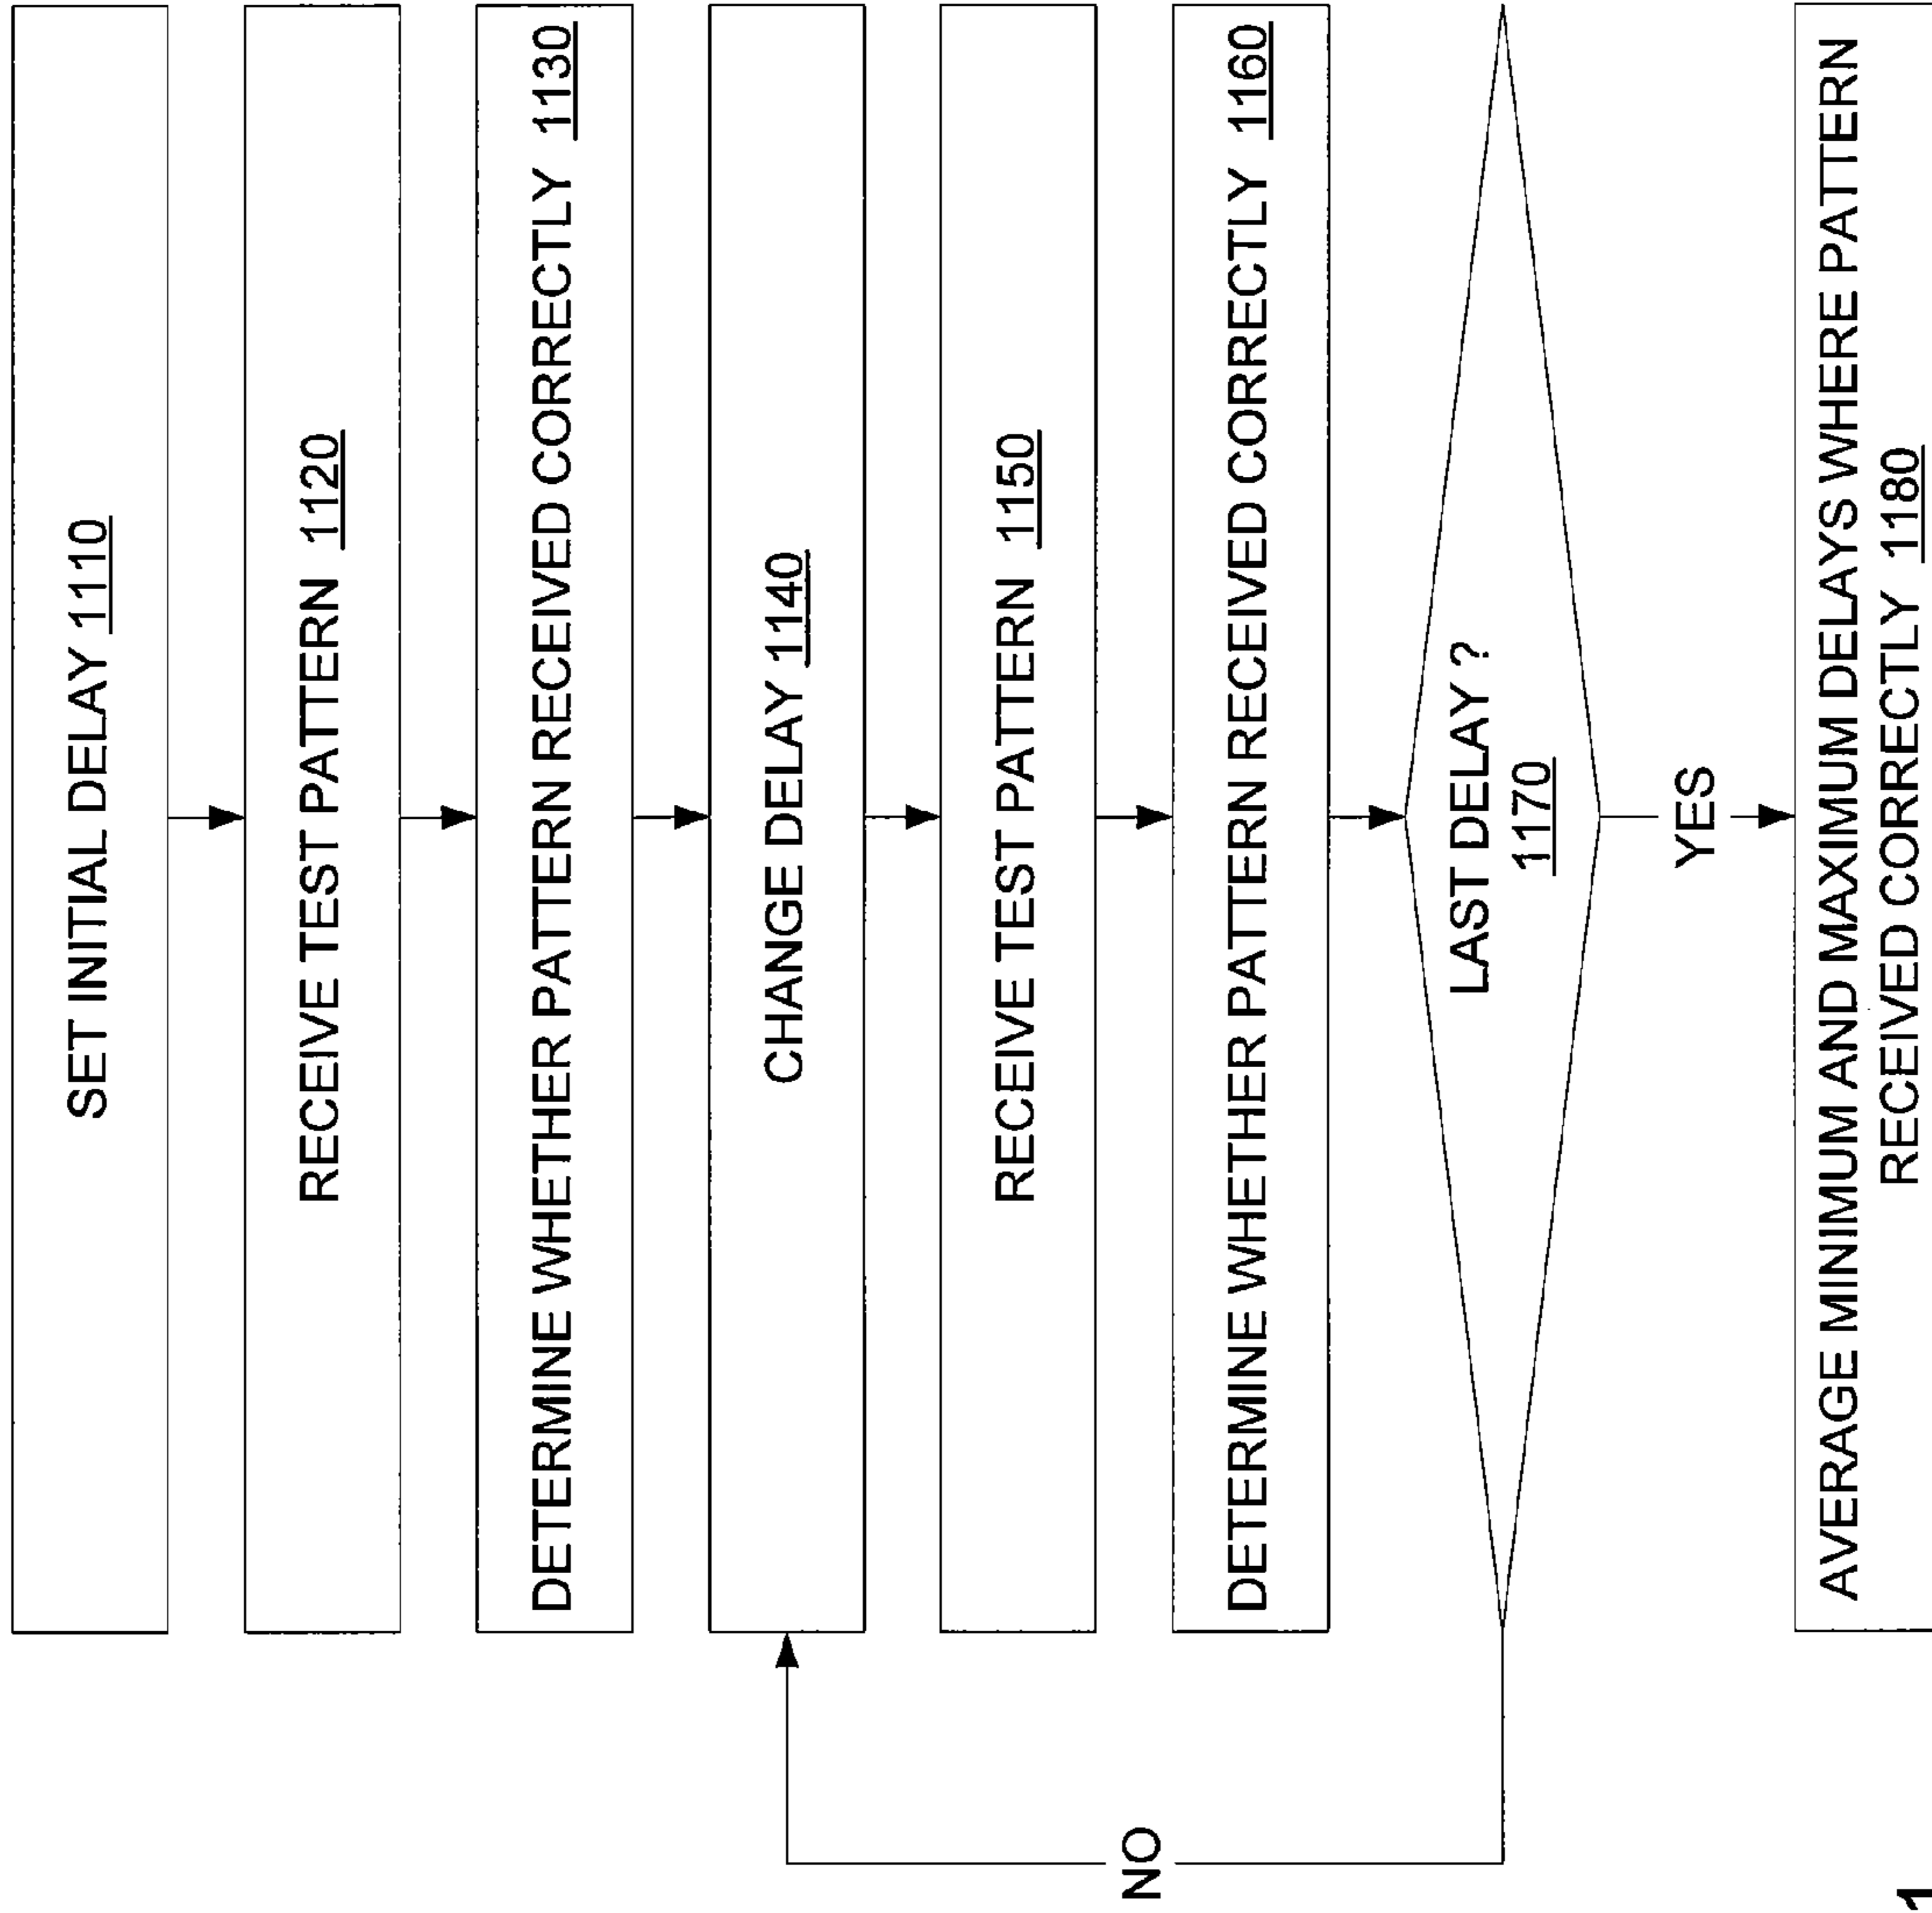 SET INITIAL DELAY 1110
RECEIVE TEST PATTERN 1120
DETERMINE WHETHER PATTERN RECEIVED CORRECTLY 1130
CHANGE DELAY 1140
RECEIVE TEST PATTERN 1150
DETERMINE WHETHER PATTERN RECEIVED CORRECTLY 1160
LAST DELAY ?
1170
NO
YES
AVERAGE MINIMUM AND MAXIMUM DELAYS WHERE PATTERN
RECEIVED CORRECTLY 1180